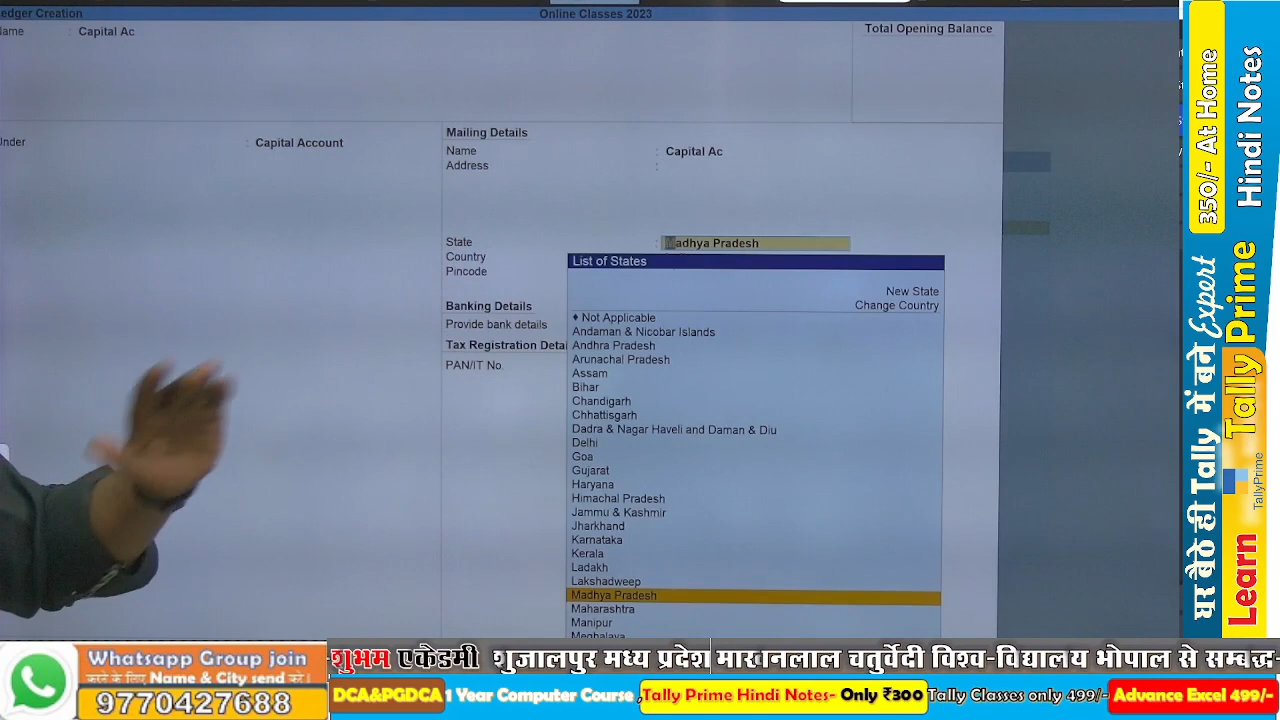 edger Creation
Online Classes 2023
ame : Capital Ac
Total Opening Balance
Under : Capital Account
Mailing Details
Name : Capital Ac
Address :
State : Madhya Pradesh
Country
Pincode
Banking Details
Provide bank details
Tax Registration Detai
PAN/IT No.
List of States
New State
Change Country
♦ Not Applicable
Andaman & Nicobar Islands
Andhra Pradesh
Arunachal Pradesh
Assam
Bihar
Chandigarh
Chhattisgarh
Dadra & Nagar Haveli and Daman & Diu
Delhi
Goa
Gujarat
Haryana
Himachal Pradesh
Jammu & Kashmir
Jharkhand
Karnataka
Kerala
Ladakh
Lakshadweep
Madhya Pradesh
Maharashtra
Manipur
Meghalaya
350/- At Home
Hindi Notes
घर बैठे ही Tally में बने Expert
Learn Tally Prime
TallyPrime
Whatsapp Group join
करने के लिए Name & City send करें!
9770427688
-शुभम एकेडमी शुजालपुर मध्य प्रदेश माखनलाल चतुर्वेदी विश्व-विद्यालय भोपाल से सम्बद्ध-
DCA&PGDCA 1 Year Computer Course , Tally Prime Hindi Notes- Only ₹300 Tally Classes only 499/- Advance Excel 499/-